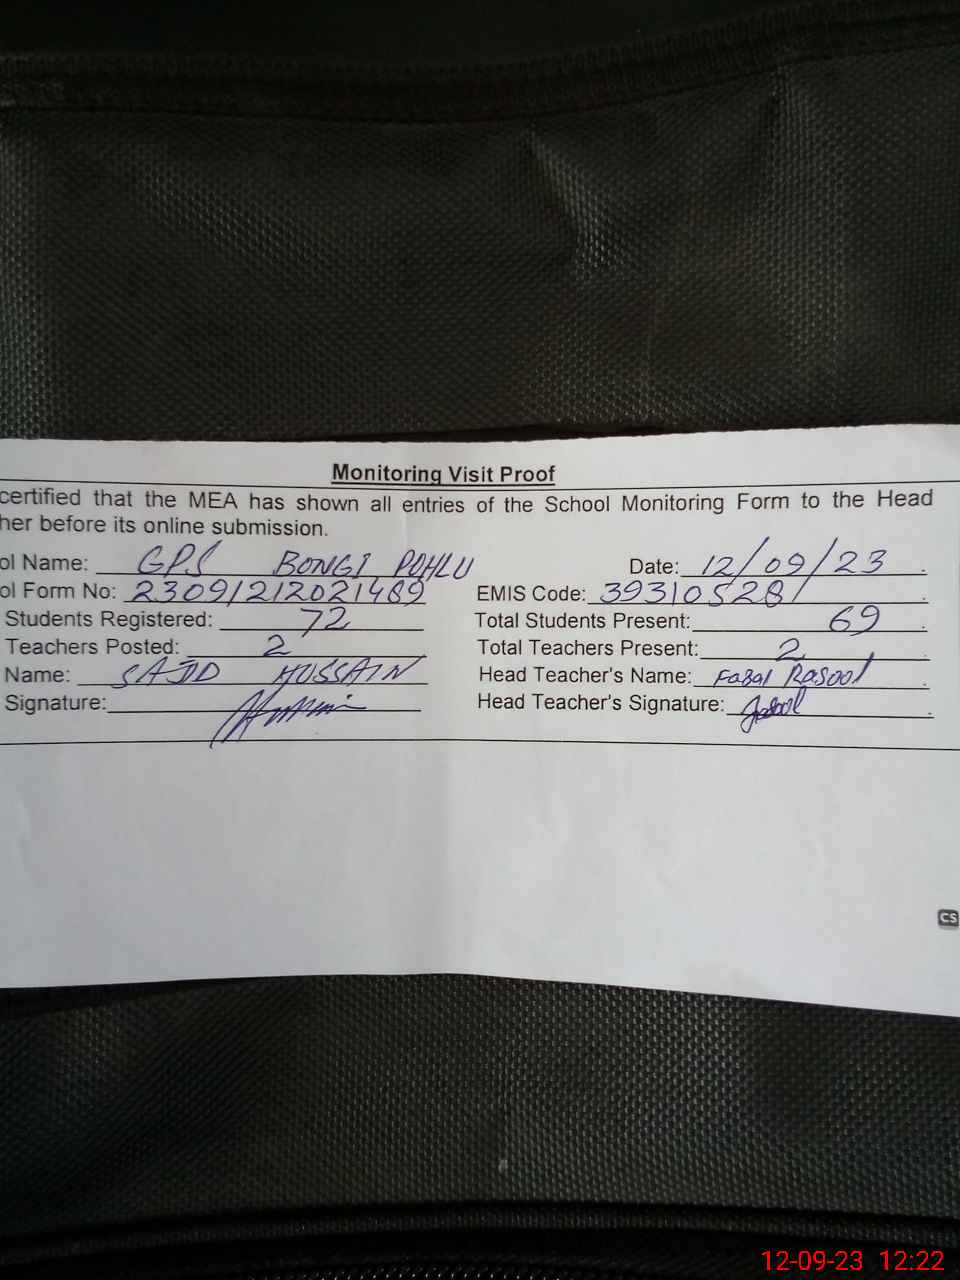 Monitoring Visit Proof
certified that the MEA has shown all entries of the School Monitoring Form to the Head
her before its online submission.
ol Name: GPS BONGI POHLU Date: 12/09/23
ol Form No: 23091212021489 EMIS Code: 39310528
Students Registered: 72 Total Students Present: 69
Teachers Posted: 2 Total Teachers Present: 2
Name: SAJID HUSSAIN Head Teacher's Name: Fazal Rasool
Signature: Head Teacher's Signature:
CS
12-09-23 12:22